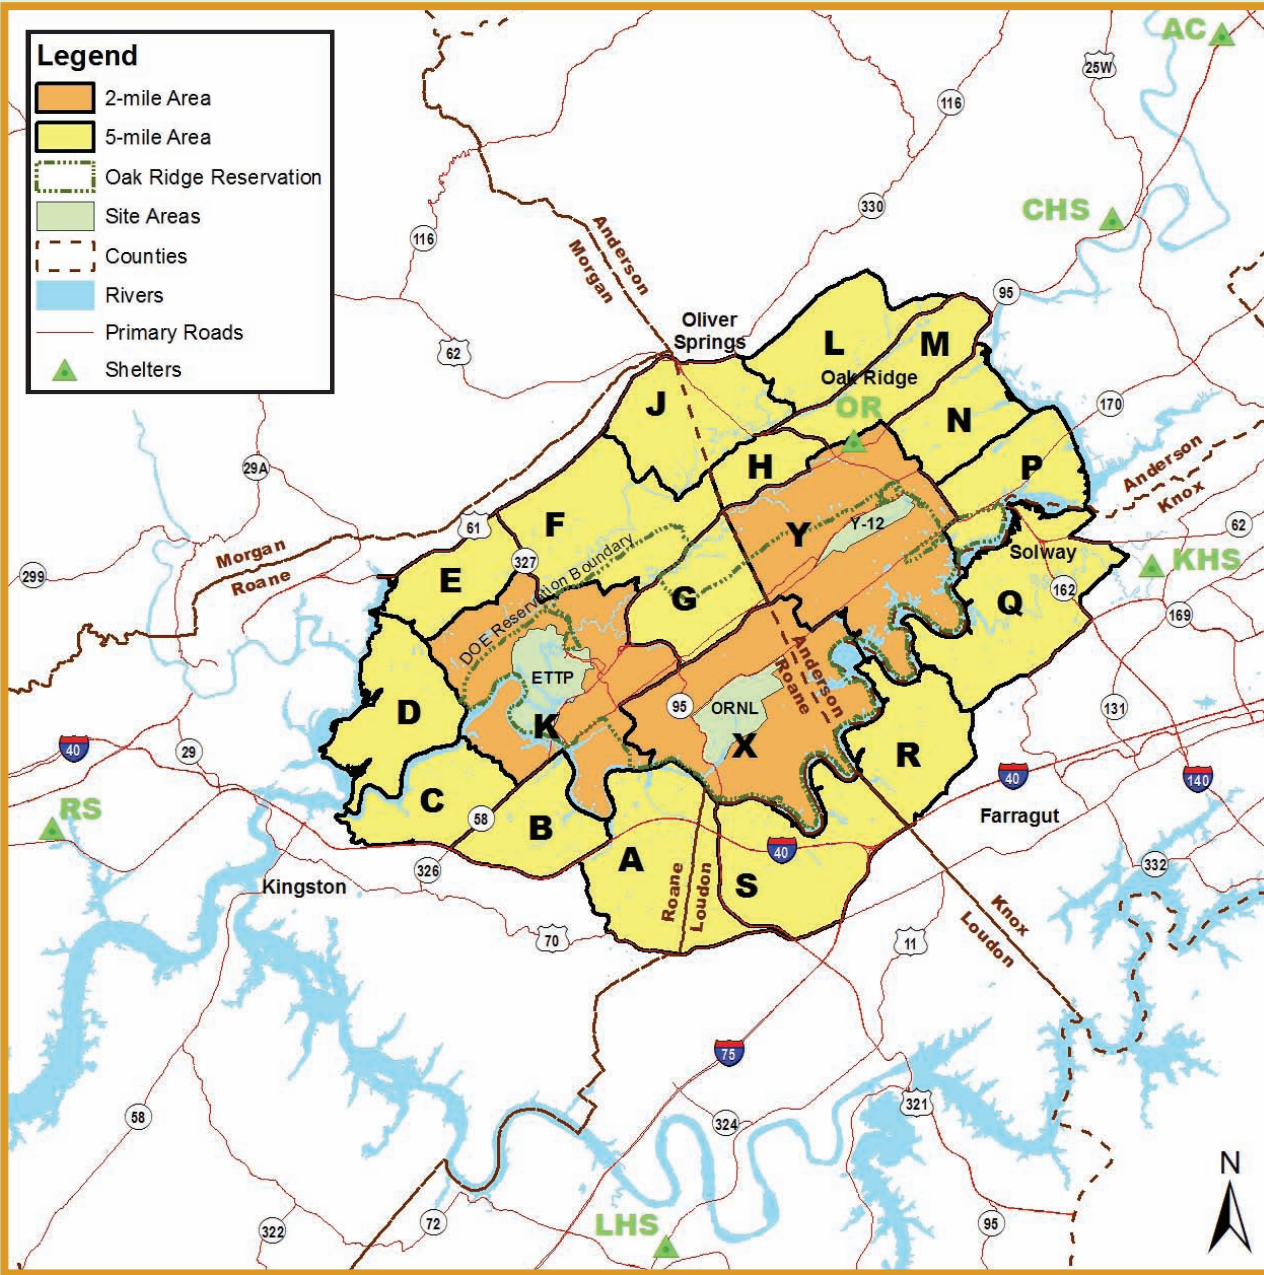 Legend
2-mile Area
5-mile Area
Oak Ridge Reservation
Site Areas
Counties
Rivers
Primary Roads
Shelters
AC
25W
116
CHS
330
116
Anderson
Morgan
95
Oliver
Springs
62
L
M
Oak Ridge
OR
J
170
N
29A
H
P
Anderson
Knox
61
F
Y
Y-12
62
Morgan
Roane
299
327
DOE Reservation Boundary
Solway
KHS
E
G
Q
162
169
Anderson
Roane
ETTP
D
K
95
ORNL
X
131
40
29
R
40
140
RS
C
58
B
Farragut
40
326
A
S
332
Kingston
Roane
Loudon
Knox
Loudon
70
11
75
58
324
321
N
LHS
322
72
95